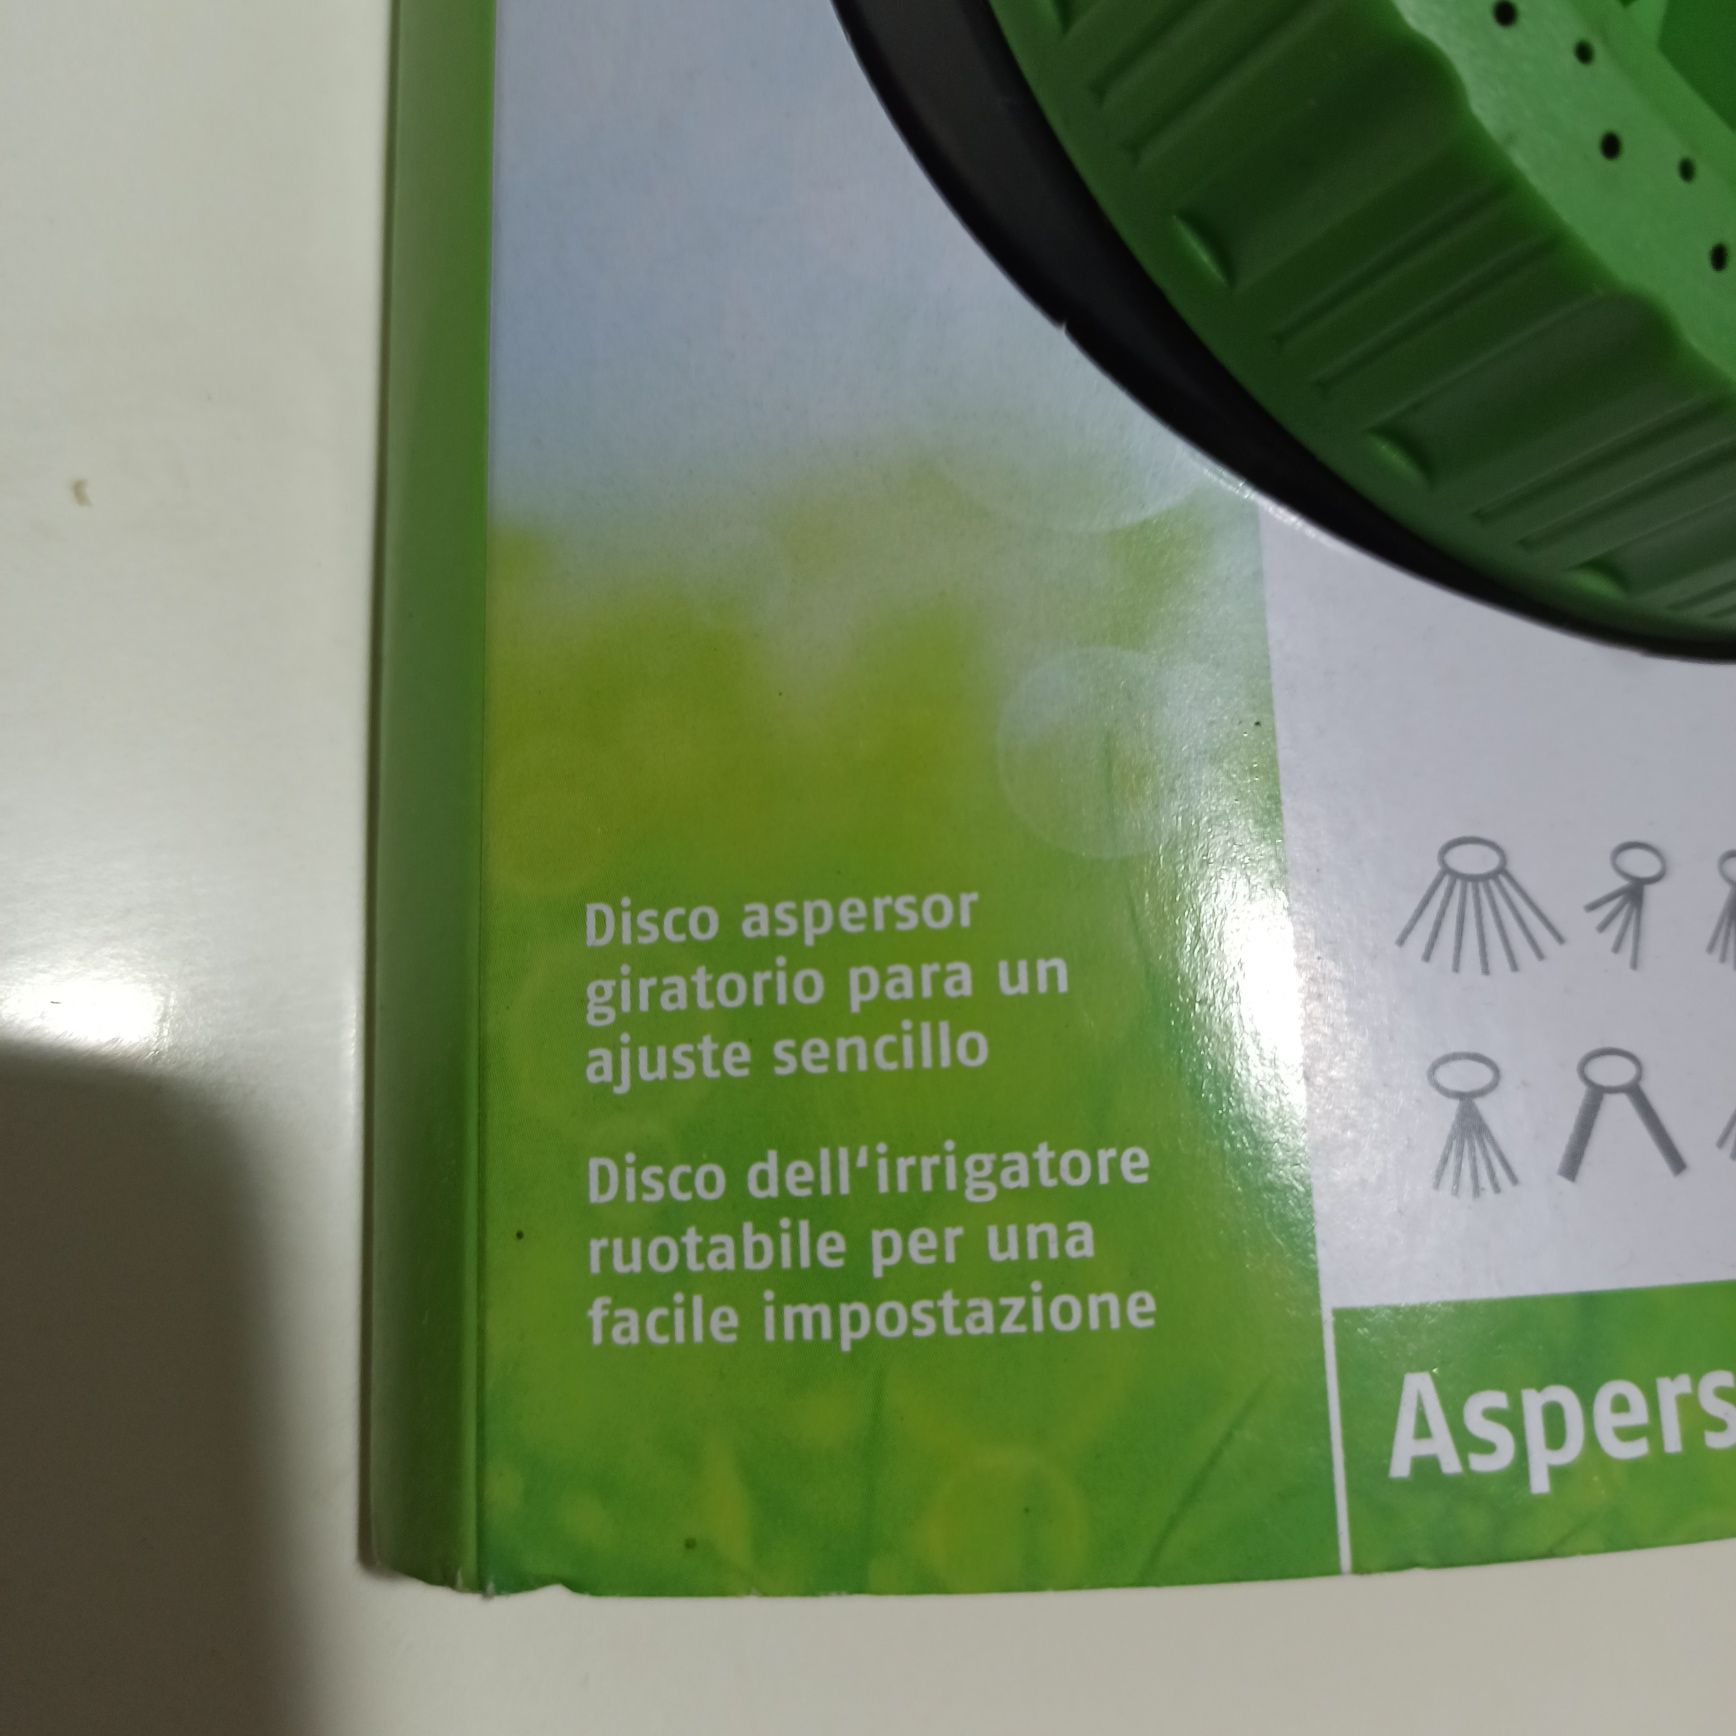 Disco aspersor
giratorio para un
ajuste sencillo
Disco dell‘irrigatore
ruotabile per una
facile impostazione
Aspers